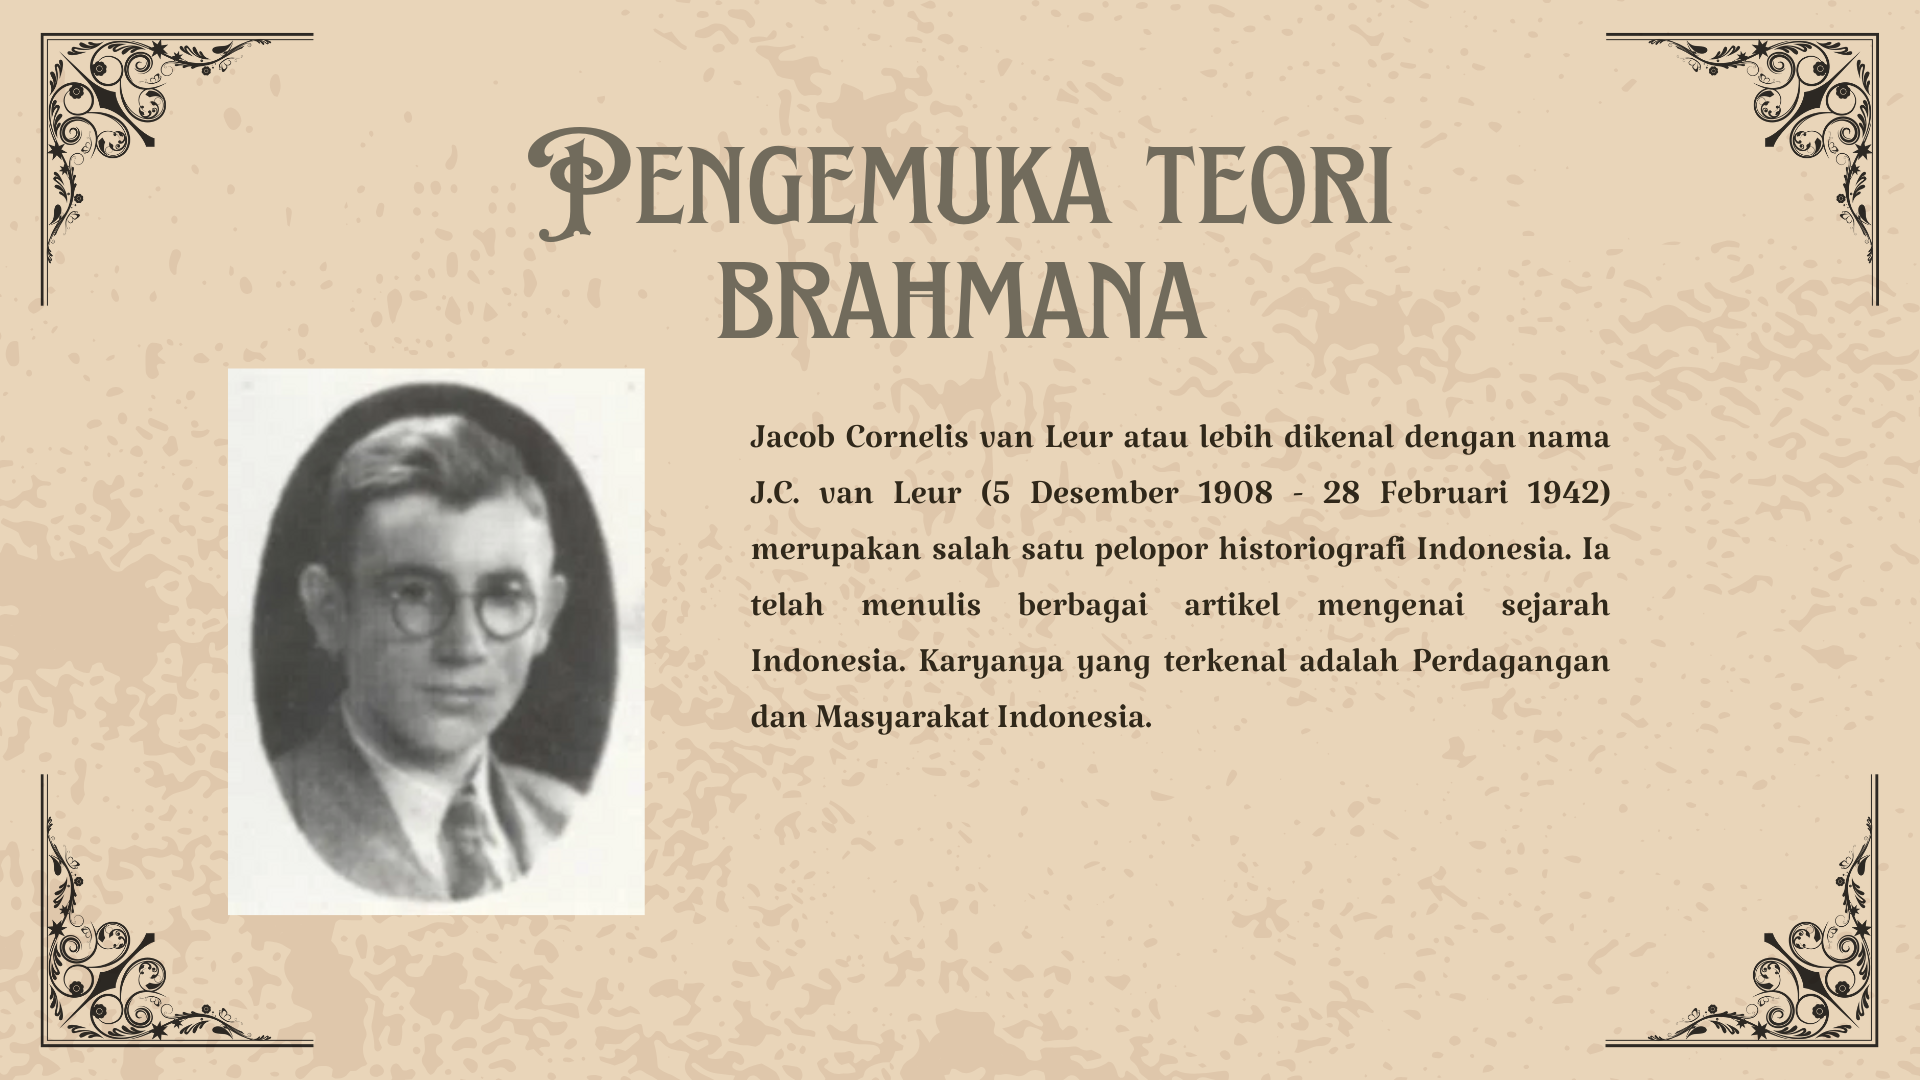 Pengemuka teori
brahmana
Jacob Cornelis van Leur atau lebih dikenal dengan nama
J.C. van Leur (5 Desember 1908 - 28 Februari 1942)
merupakan salah satu pelopor historiografi Indonesia. Ia
telah menulis berbagai artikel mengenai sejarah
Indonesia. Karyanya yang terkenal adalah Perdagangan
dan Masyarakat Indonesia.